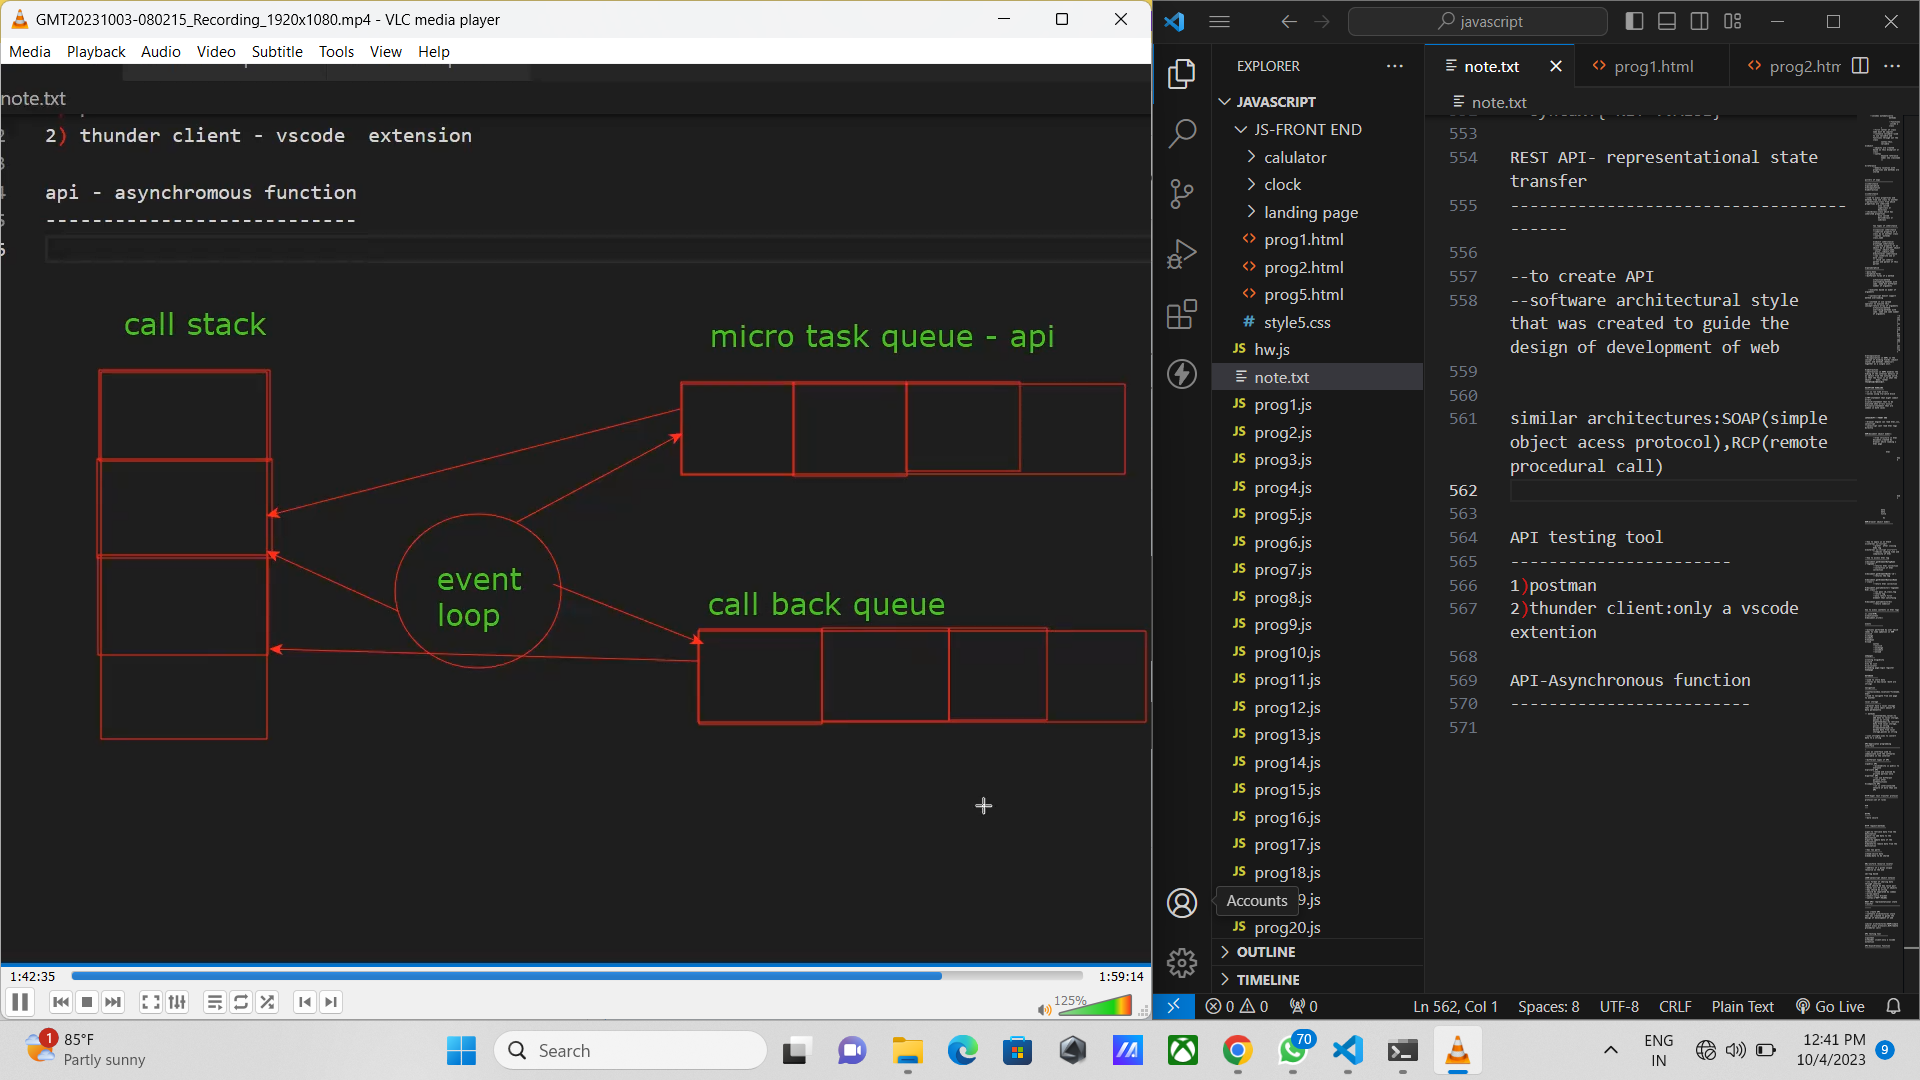 GMT20231003-080215_Recording_1920x1080.mp4 - VLC media player
Media Playback Audio Video Subtitle Tools View Help
note.txt
2) thunder client - vscode  extension
api - asynchromous function
---------------------------
call stack
micro task queue - api
event
loop
call back queue
1:42:35
1:59:14
125%
javascript
EXPLORER
JAVASCRIPT
JS-FRONT END
calulator
clock
landing page
prog1.html
prog2.html
prog5.html
style5.css
hw.js
note.txt
prog1.js
prog2.js
prog3.js
prog4.js
prog5.js
prog6.js
prog7.js
prog8.js
prog9.js
prog10.js
prog11.js
prog12.js
prog13.js
prog14.js
prog15.js
prog16.js
prog17.js
prog18.js
Accounts
9.js
prog20.js
OUTLINE
TIMELINE
note.txt
prog1.html
prog2.htm
note.txt
553
554 REST API- representational state
transfer
555 -----------------------------------
------
556
557 --to create API
558 --software architectural style
that was created to guide the
design of development of web
559
560
561 similar architectures:SOAP(simple
object acess protocol),RCP(remote
procedural call)
562
563
564 API testing tool
565 -----------------------
566 1)postman
567 2)thunder client:only a vscode
extention
568
569 API-Asynchronous function
570 -------------------------
571
0 0 0
Ln 562, Col 1 Spaces: 8 UTF-8 CRLF Plain Text Go Live
1
85°F
Partly sunny
Search
70
ENG
IN
12:41 PM
10/4/2023
9